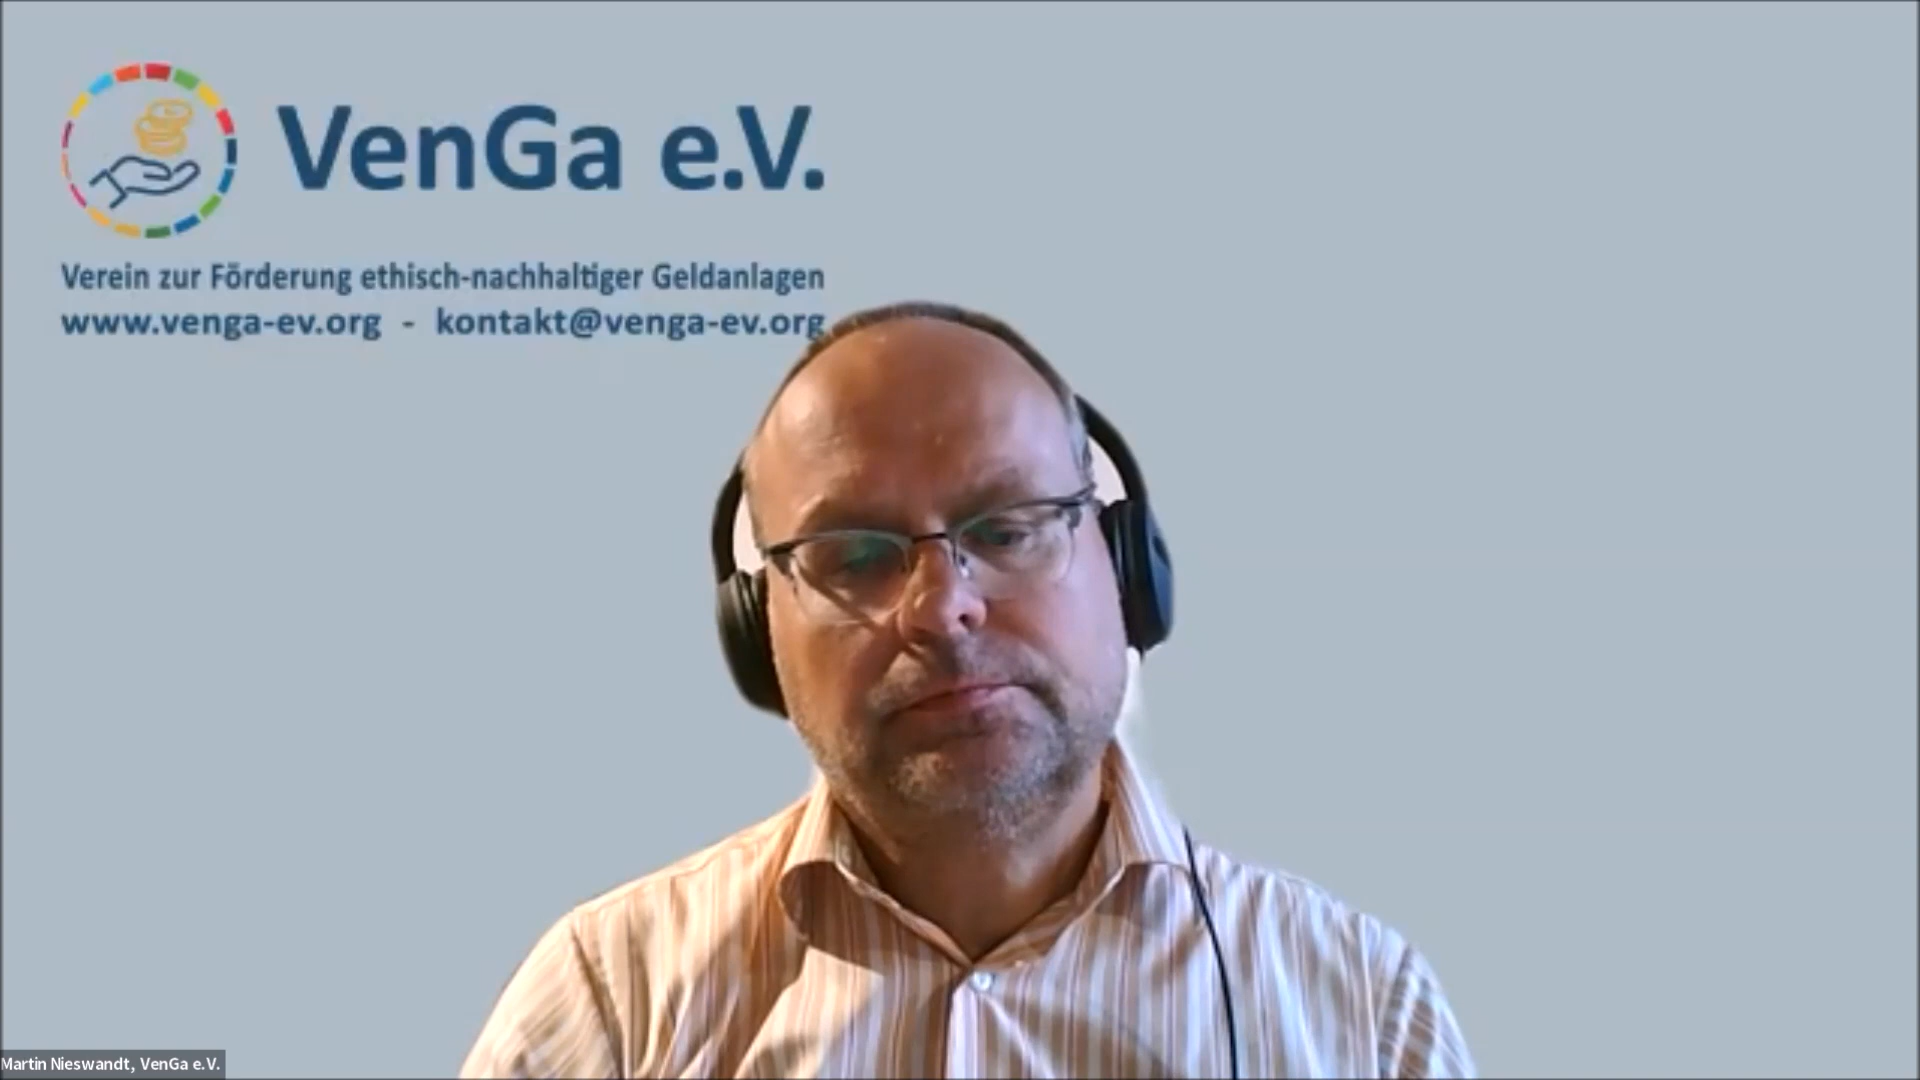 VenGa e.V.
Verein zur Förderung ethisch-nachhaltiger Geldanlagen
www.venga-ev.org - kontakt@venga-ev.org
Martin Nieswandt, VenGa e.V.